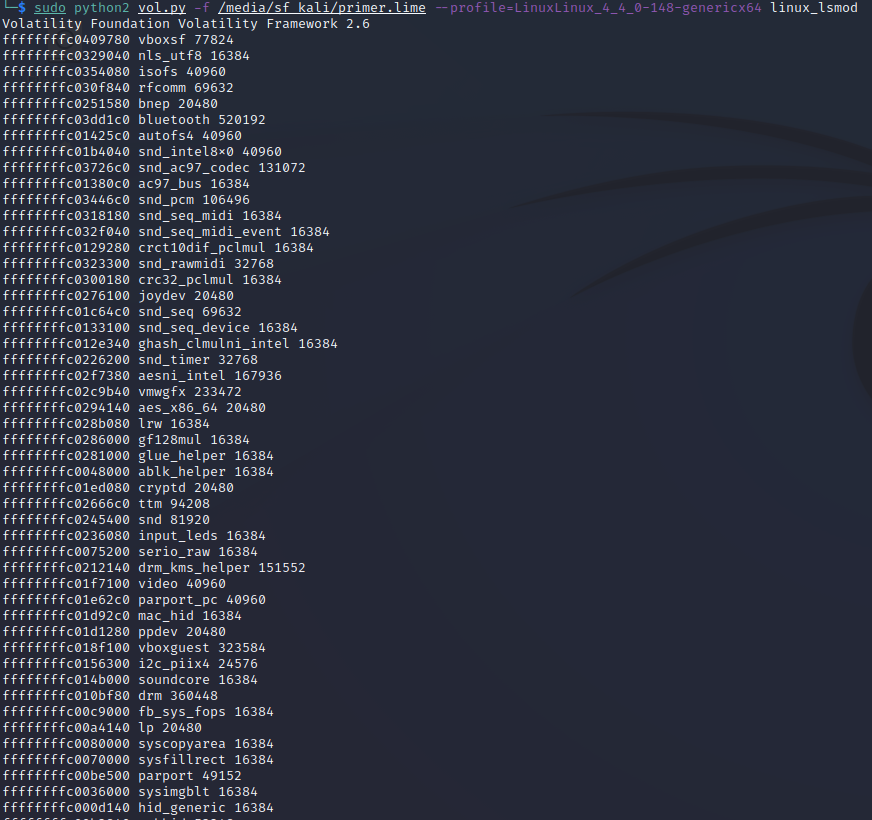 └─$ sudo python2 vol.py -f /media/sf_kali/primer.lime --profile=LinuxLinux_4_4_0-148-genericx64 linux_lsmod
Volatility Foundation Volatility Framework 2.6
ffffffffc0409780 vboxsf 77824
ffffffffc0329040 nls_utf8 16384
ffffffffc0354080 isofs 40960
ffffffffc030f840 rfcomm 69632
ffffffffc0251580 bnep 20480
ffffffffc03dd1c0 bluetooth 520192
ffffffffc01425c0 autofs4 40960
ffffffffc01b4040 snd_intel8×0 40960
ffffffffc03726c0 snd_ac97_codec 131072
ffffffffc01380c0 ac97_bus 16384
ffffffffc03446c0 snd_pcm 106496
ffffffffc0318180 snd_seq_midi 16384
ffffffffc032f040 snd_seq_midi_event 16384
ffffffffc0129280 crct10dif_pclmul 16384
ffffffffc0323300 snd_rawmidi 32768
ffffffffc0300180 crc32_pclmul 16384
ffffffffc0276100 joydev 20480
ffffffffc01c64c0 snd_seq 69632
ffffffffc0133100 snd_seq_device 16384
ffffffffc012e340 ghash_clmulni_intel 16384
ffffffffc0226200 snd_timer 32768
ffffffffc02f7380 aesni_intel 167936
ffffffffc02c9b40 vmwgfx 233472
ffffffffc0294140 aes_x86_64 20480
ffffffffc028b080 lrw 16384
ffffffffc0286000 gf128mul 16384
ffffffffc0281000 glue_helper 16384
ffffffffc0048000 ablk_helper 16384
ffffffffc01ed080 cryptd 20480
ffffffffc02666c0 ttm 94208
ffffffffc0245400 snd 81920
ffffffffc0236080 input_leds 16384
ffffffffc0075200 serio_raw 16384
ffffffffc0212140 drm_kms_helper 151552
ffffffffc01f7100 video 40960
ffffffffc01e62c0 parport_pc 40960
ffffffffc01d92c0 mac_hid 16384
ffffffffc01d1280 ppdev 20480
ffffffffc018f100 vboxguest 323584
ffffffffc0156300 i2c_piix4 24576
ffffffffc014b000 soundcore 16384
ffffffffc010bf80 drm 360448
ffffffffc00c9000 fb_sys_fops 16384
ffffffffc00a4140 lp 20480
ffffffffc0080000 syscopyarea 16384
ffffffffc0070000 sysfillrect 16384
ffffffffc00be500 parport 49152
ffffffffc0036000 sysimgblt 16384
ffffffffc000d140 hid_generic 16384